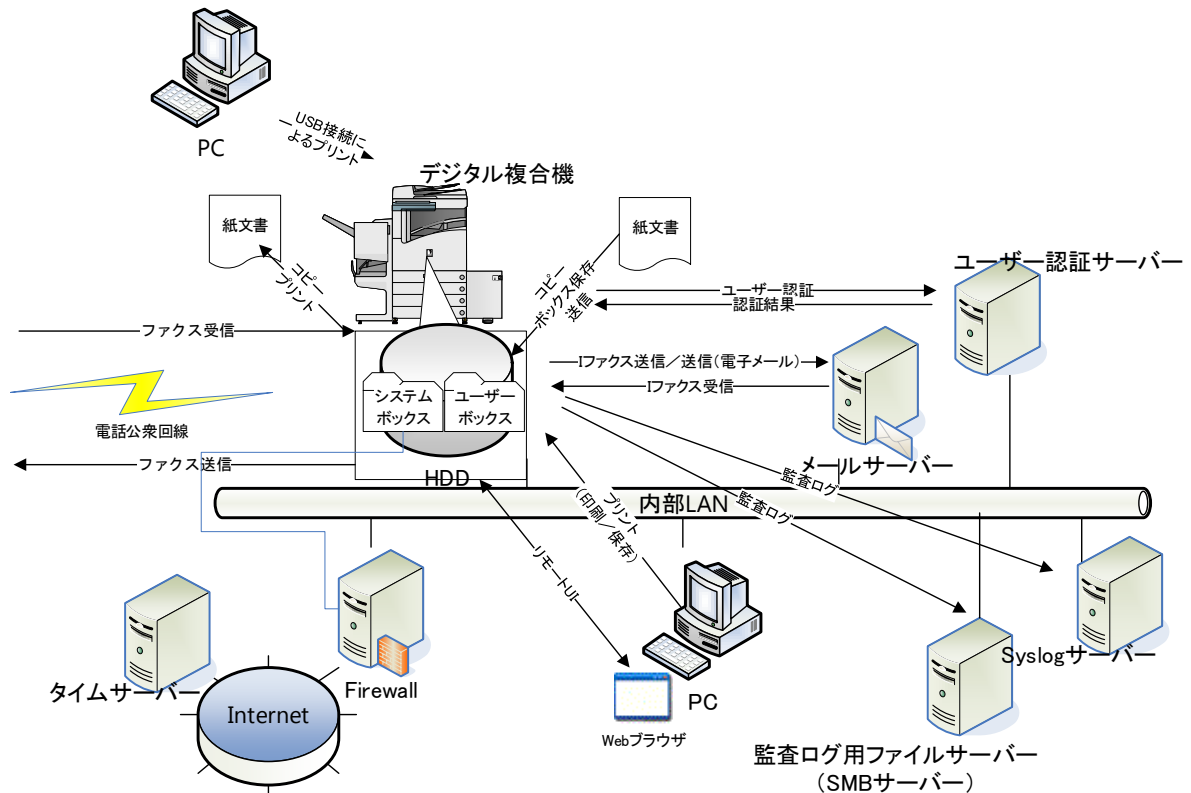 PC
USB接続に
よるプリント
デジタル複合機
紙文書
紙文書
コピー
プリント
コピー
ボックス保存
送信
ユーザー認証サーバー
ユーザー認証
認証結果
ファクス受信
Iファクス送信／送信(電子メール)
Iファクス受信
システム
ボックス
ユーザー
ボックス
電話公衆回線
ファクス送信
HDD
メールサーバー
監査ログ
監査ログ
内部LAN
プリント
(印刷／保存)
リモートUI
タイムサーバー
Firewall
Internet
PC
Webブラウザ
Syslogサーバー
監査ログ用ファイルサーバー
（SMBサーバー）